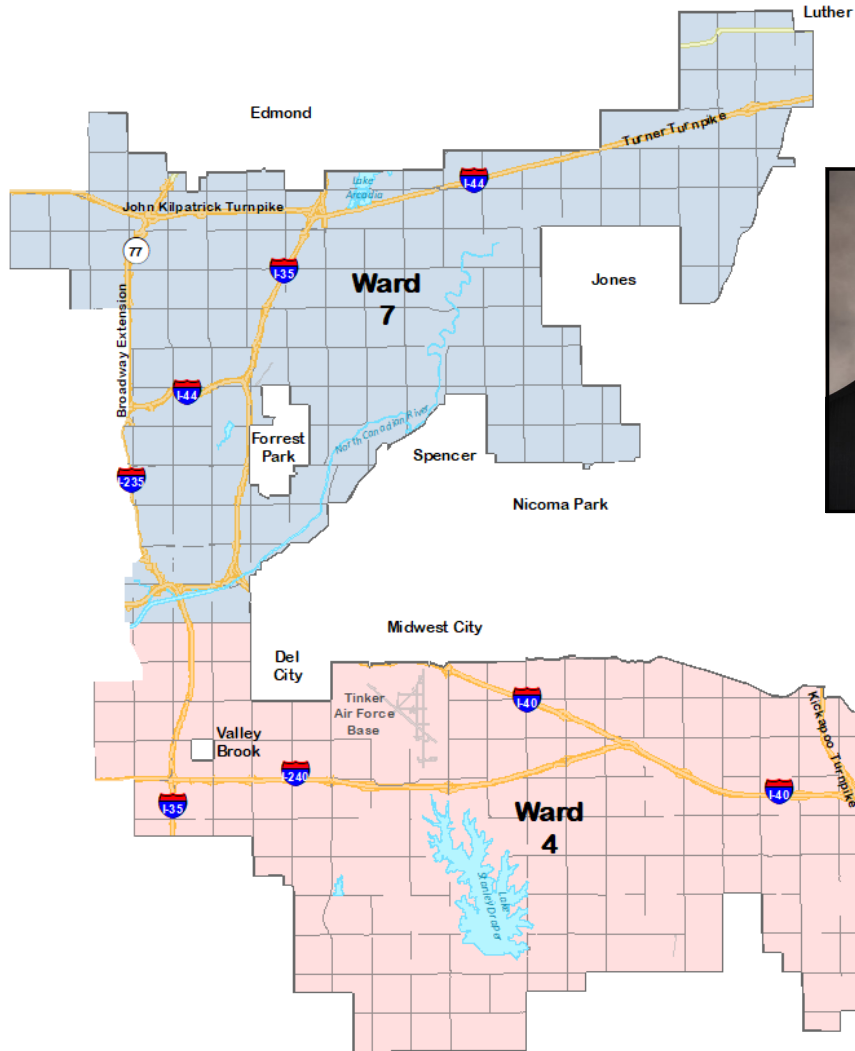 Luther
Edmond
Turner Turnpike
Lake
Arcadia
I-44
John Kilpatrick Turnpike
77
I-35
Ward
7
Jones
Broadway Extension
I-44
North Canadian River
Forrest
Park
Spencer
I-235
Nicoma Park
Midwest City
Del
City
Tinker
Air Force
Base
I-40
Kickapoo Turnpike
Valley
Brook
I-240
I-40
I-35
Ward
4
Lake
Stanley Draper